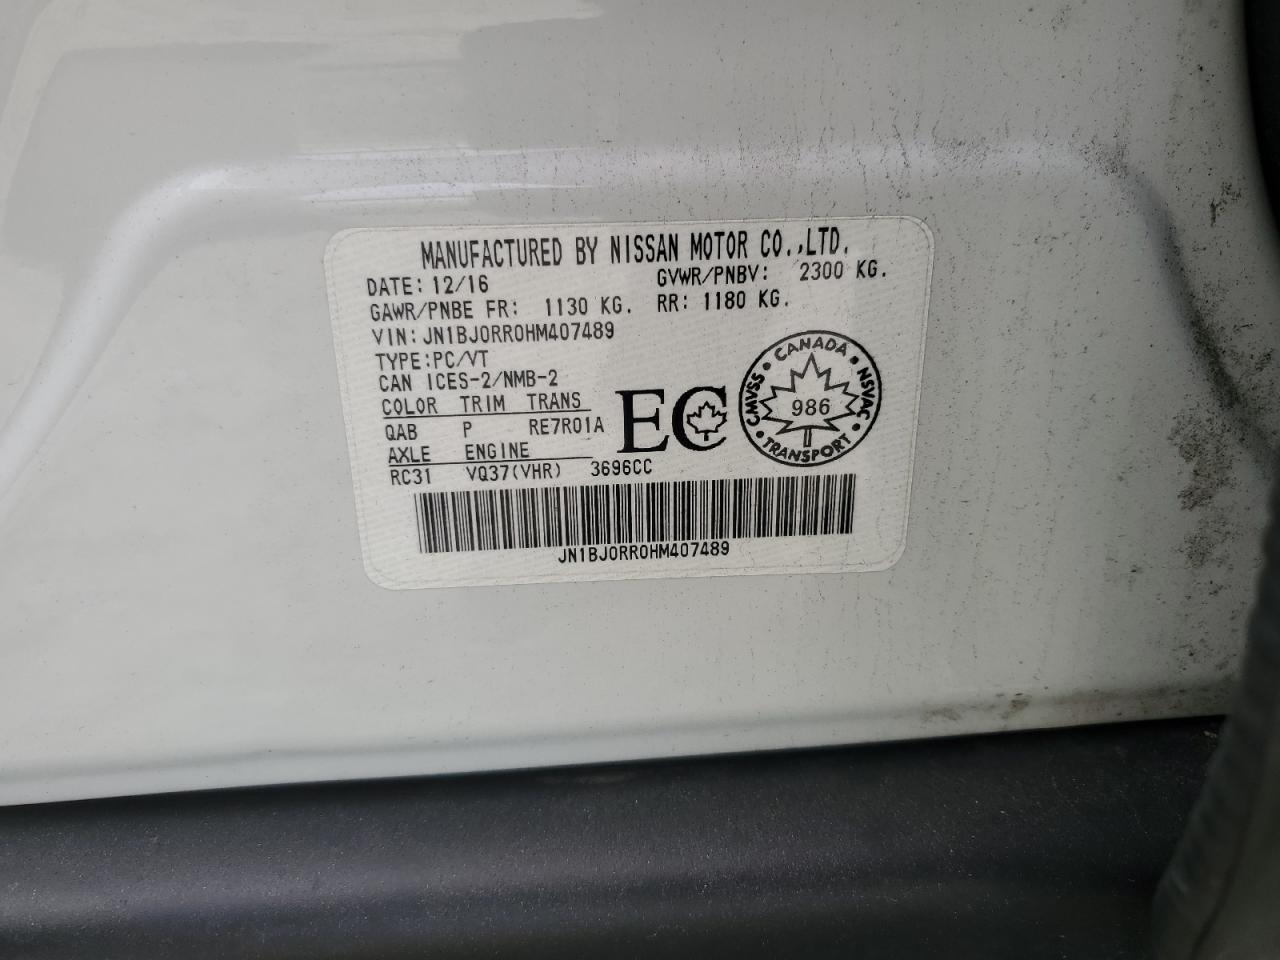 MANUFACTURED BY NISSAN MOTOR CO.,LTD.
DATE: 12/16 GVWR/PNBV: 2300 KG.
GAWR/PNBE FR: 1130 KG. RR: 1180 KG.
VIN: JN1BJ0RR0HM407489
TYPE:PC/VT
CAN ICES-2/NMB-2
COLOR TRIM TRANS
QAB P RE7R01A
AXLE ENGINE
RC31 VQ37(VHR) 3696CC
EC
CANADA
CMVSS
NSVAC
986
TRANSPORT
JN1BJ0RR0HM407489